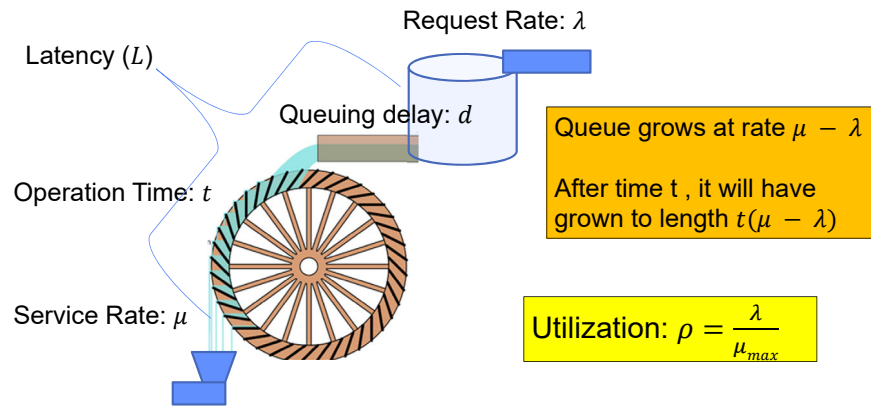 Request Rate: λ
Latency (L)
Queuing delay: d
Queue grows at rate μ − λ
After time t , it will have
grown to length t(μ − λ)
Operation Time: t
Service Rate: μ
Utilization: ρ = λ / μ_max